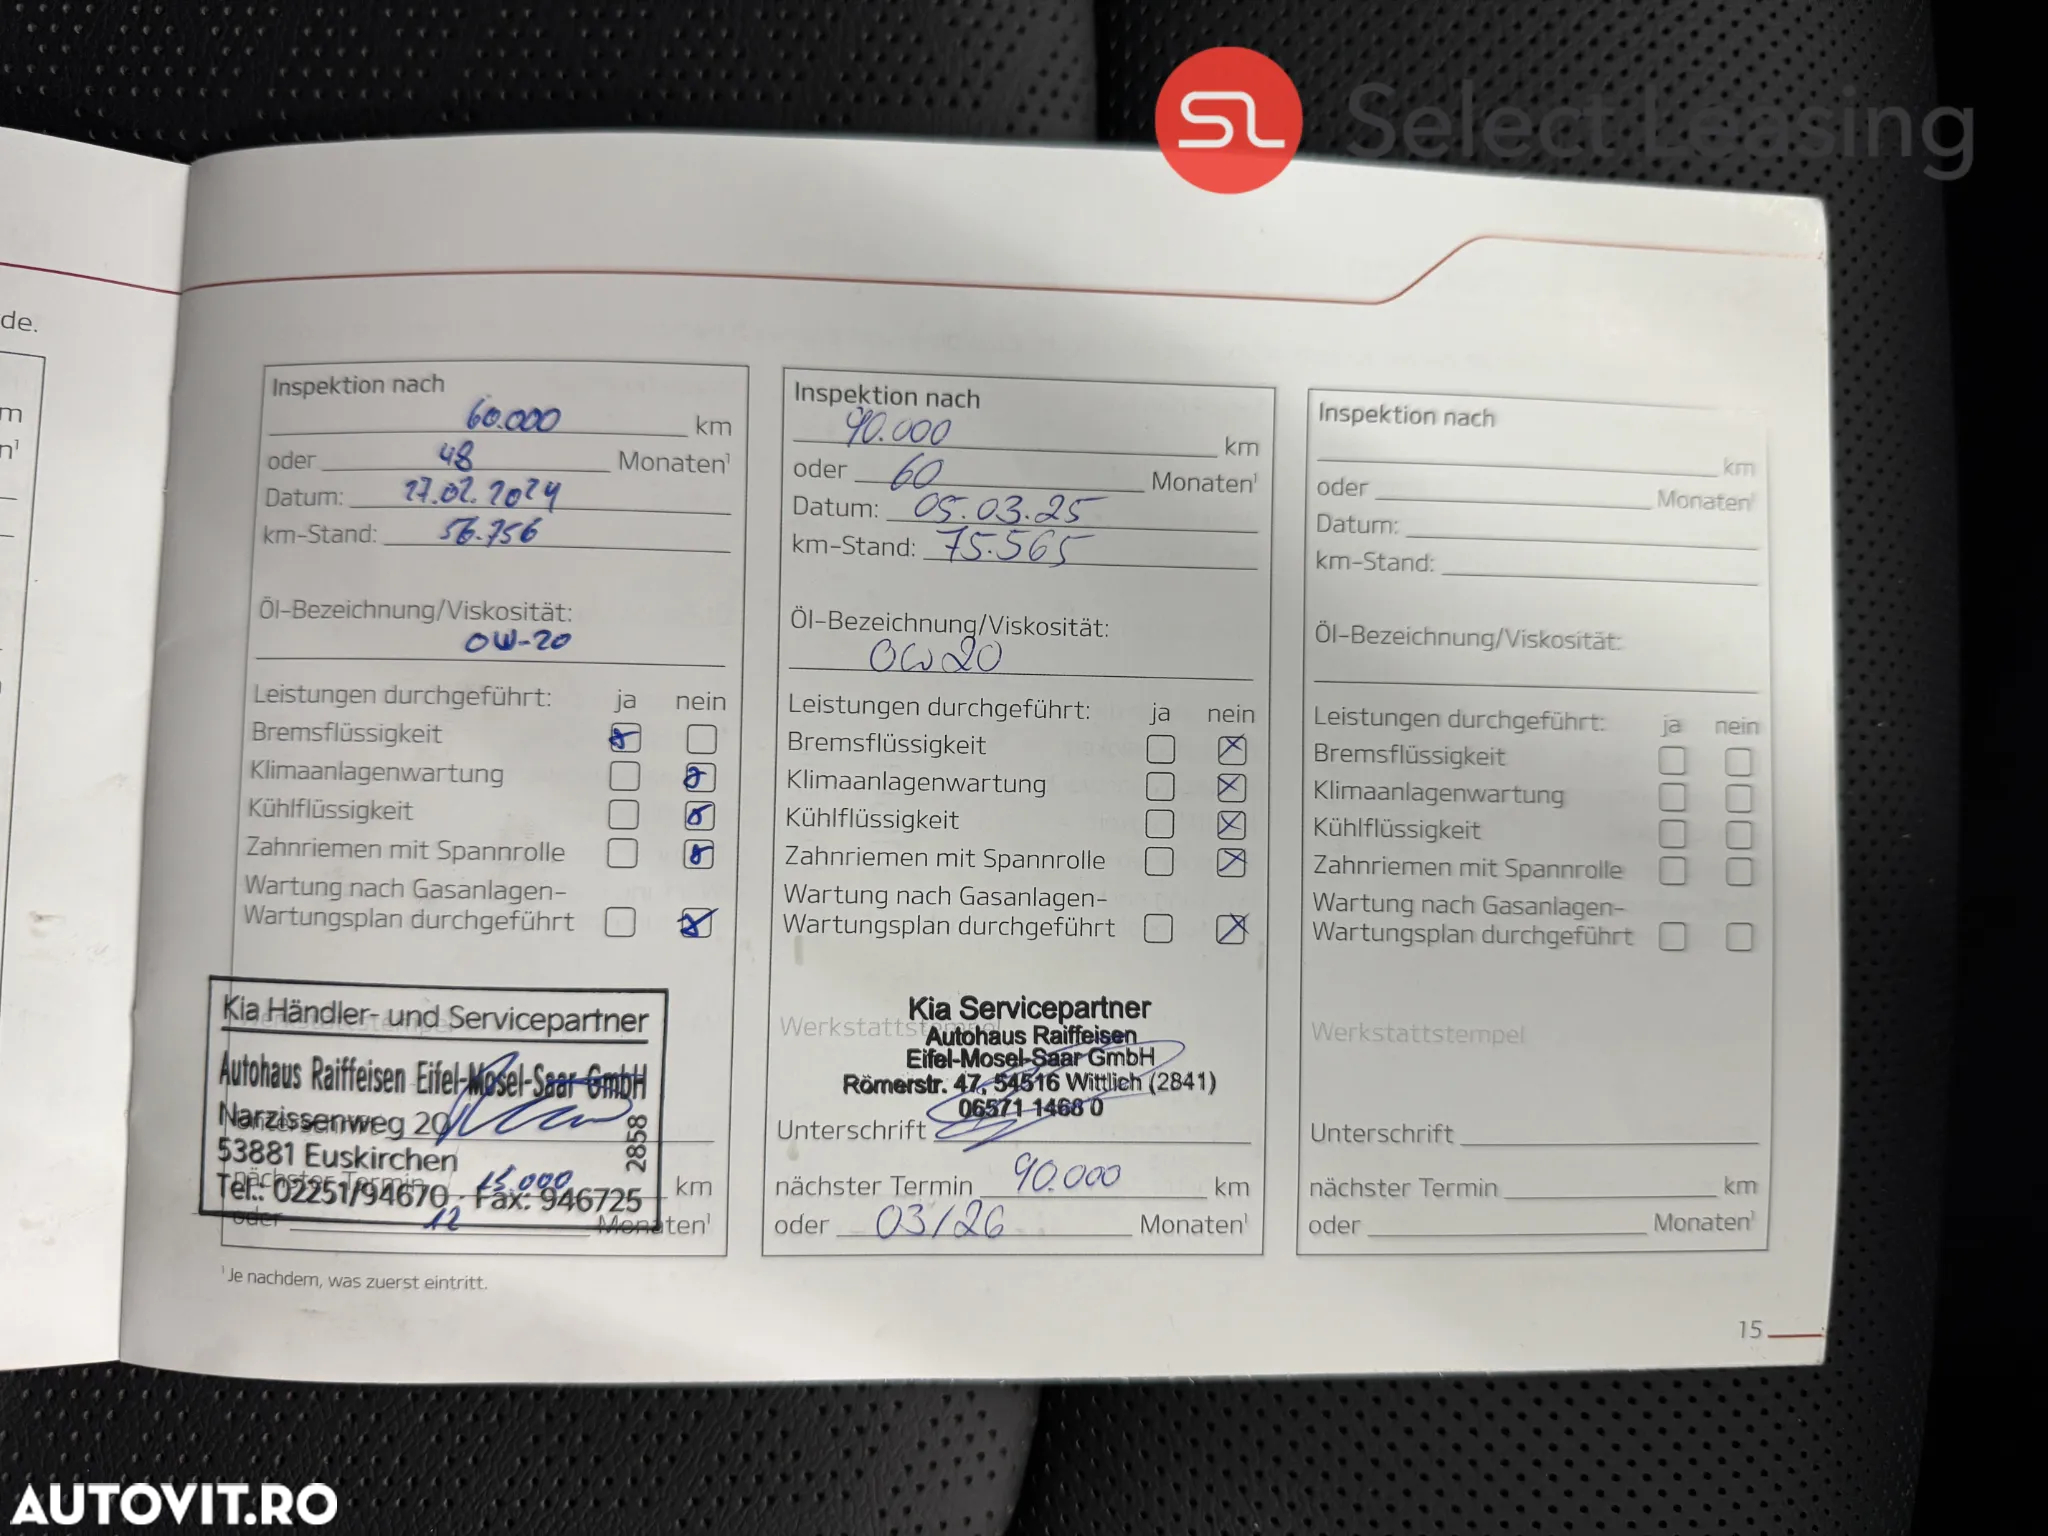 SL Select Leasing
de.
m
n¹
Inspektion nach
60.000 km
oder 48 Monaten¹
Datum: 27.02.2024
km-Stand: 56.756
Öl-Bezeichnung/Viskosität:
0W-20
Leistungen durchgeführt: ja nein
Bremsflüssigkeit
Klimaanlagenwartung
Kühlflüssigkeit
Zahnriemen mit Spannrolle
Wartung nach Gasanlagen-
Wartungsplan durchgeführt
Kia Händler- und Servicepartner
Autohaus Raiffeisen Eifel-Mosel-Saar GmbH
Narzissenweg 20
53881 Euskirchen
2858
Tel.: 02251/94670 · Fax: 946725
nächster Termin 15.000 km
oder 12 Monaten¹
¹ Je nachdem, was zuerst eintritt.
Inspektion nach
90.000 km
oder 60 Monaten¹
Datum: 05.03.25
km-Stand: 75.565
Öl-Bezeichnung/Viskosität:
0W20
Leistungen durchgeführt: ja nein
Bremsflüssigkeit
Klimaanlagenwartung
Kühlflüssigkeit
Zahnriemen mit Spannrolle
Wartung nach Gasanlagen-
Wartungsplan durchgeführt
Werkstattstempel
Kia Servicepartner
Autohaus Raiffeisen
Eifel-Mosel-Saar GmbH
Römerstr. 47, 54516 Wittlich (2841)
06571 1468 0
Unterschrift
nächster Termin 90.000 km
oder 03/26 Monaten¹
Inspektion nach
km
oder Monaten¹
Datum:
km-Stand:
Öl-Bezeichnung/Viskosität:
Leistungen durchgeführt: ja nein
Bremsflüssigkeit
Klimaanlagenwartung
Kühlflüssigkeit
Zahnriemen mit Spannrolle
Wartung nach Gasanlagen-
Wartungsplan durchgeführt
Werkstattstempel
Unterschrift
nächster Termin km
oder Monaten¹
15
AUTOVIT.RO